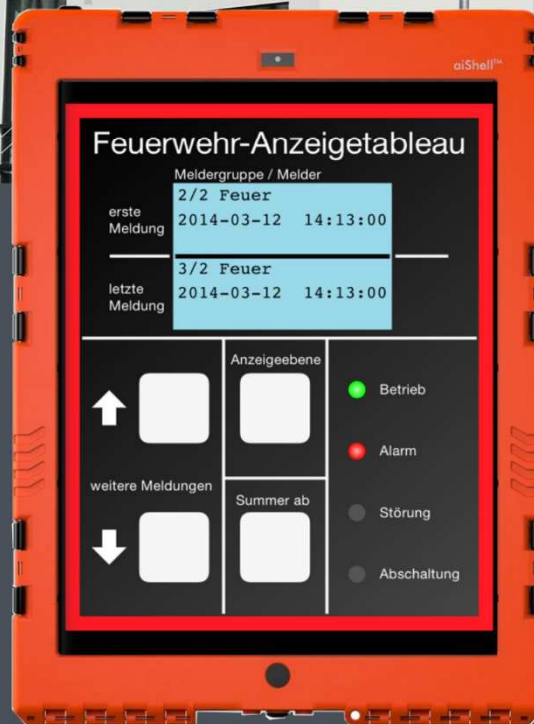 aiShell™
Feuerwehr-Anzeigetableau
Meldergruppe / Melder
erste
Meldung
2/2 Feuer
2014-03-12 14:13:00
letzte
Meldung
3/2 Feuer
2014-03-12 14:13:00
Anzeigeebene
weitere Meldungen
Summer ab
Betrieb
Alarm
Störung
Abschaltung